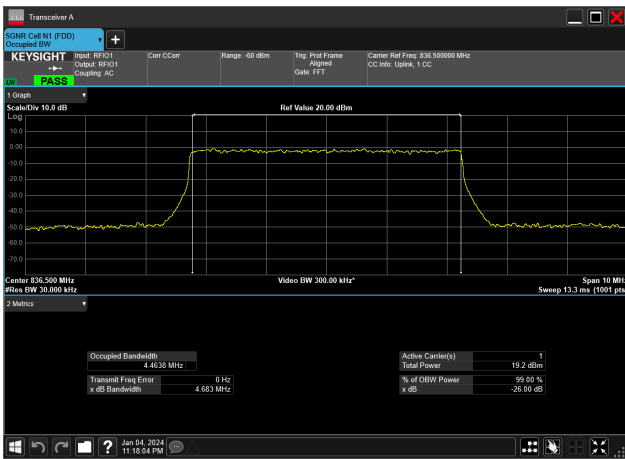 Transceiver A
5GNR Cell N1 (FDD)
Occupied BW
KEYSIGHT
Input: RFIO1
Output: RFIO1
Coupling: AC
Corr CCorr
Range: -60 dBm
Trig: Prot Frame
Aligned
Gate: FFT
Carrier Ref Freq: 836.500000 MHz
CC Info: Uplink, 1 CC
PASS
1 Graph
Scale/Div 10.0 dB
Ref Value 20.00 dBm
Log
10.0
0.00
-10.0
-20.0
-30.0
-40.0
-50.0
-60.0
-70.0
Center 836.500 MHz
Video BW 300.00 kHz*
Span 10 MHz
#Res BW 30.000 kHz
Sweep 13.3 ms (1001 pts
2 Metrics
Occupied Bandwidth
4.4638 MHz
Active Carrier(s) 1
Total Power 19.2 dBm
Transmit Freq Error 0 Hz
x dB Bandwidth 4.683 MHz
% of OBW Power 99.00 %
x dB -26.00 dB
Jan 04, 2024
11:18:04 PM